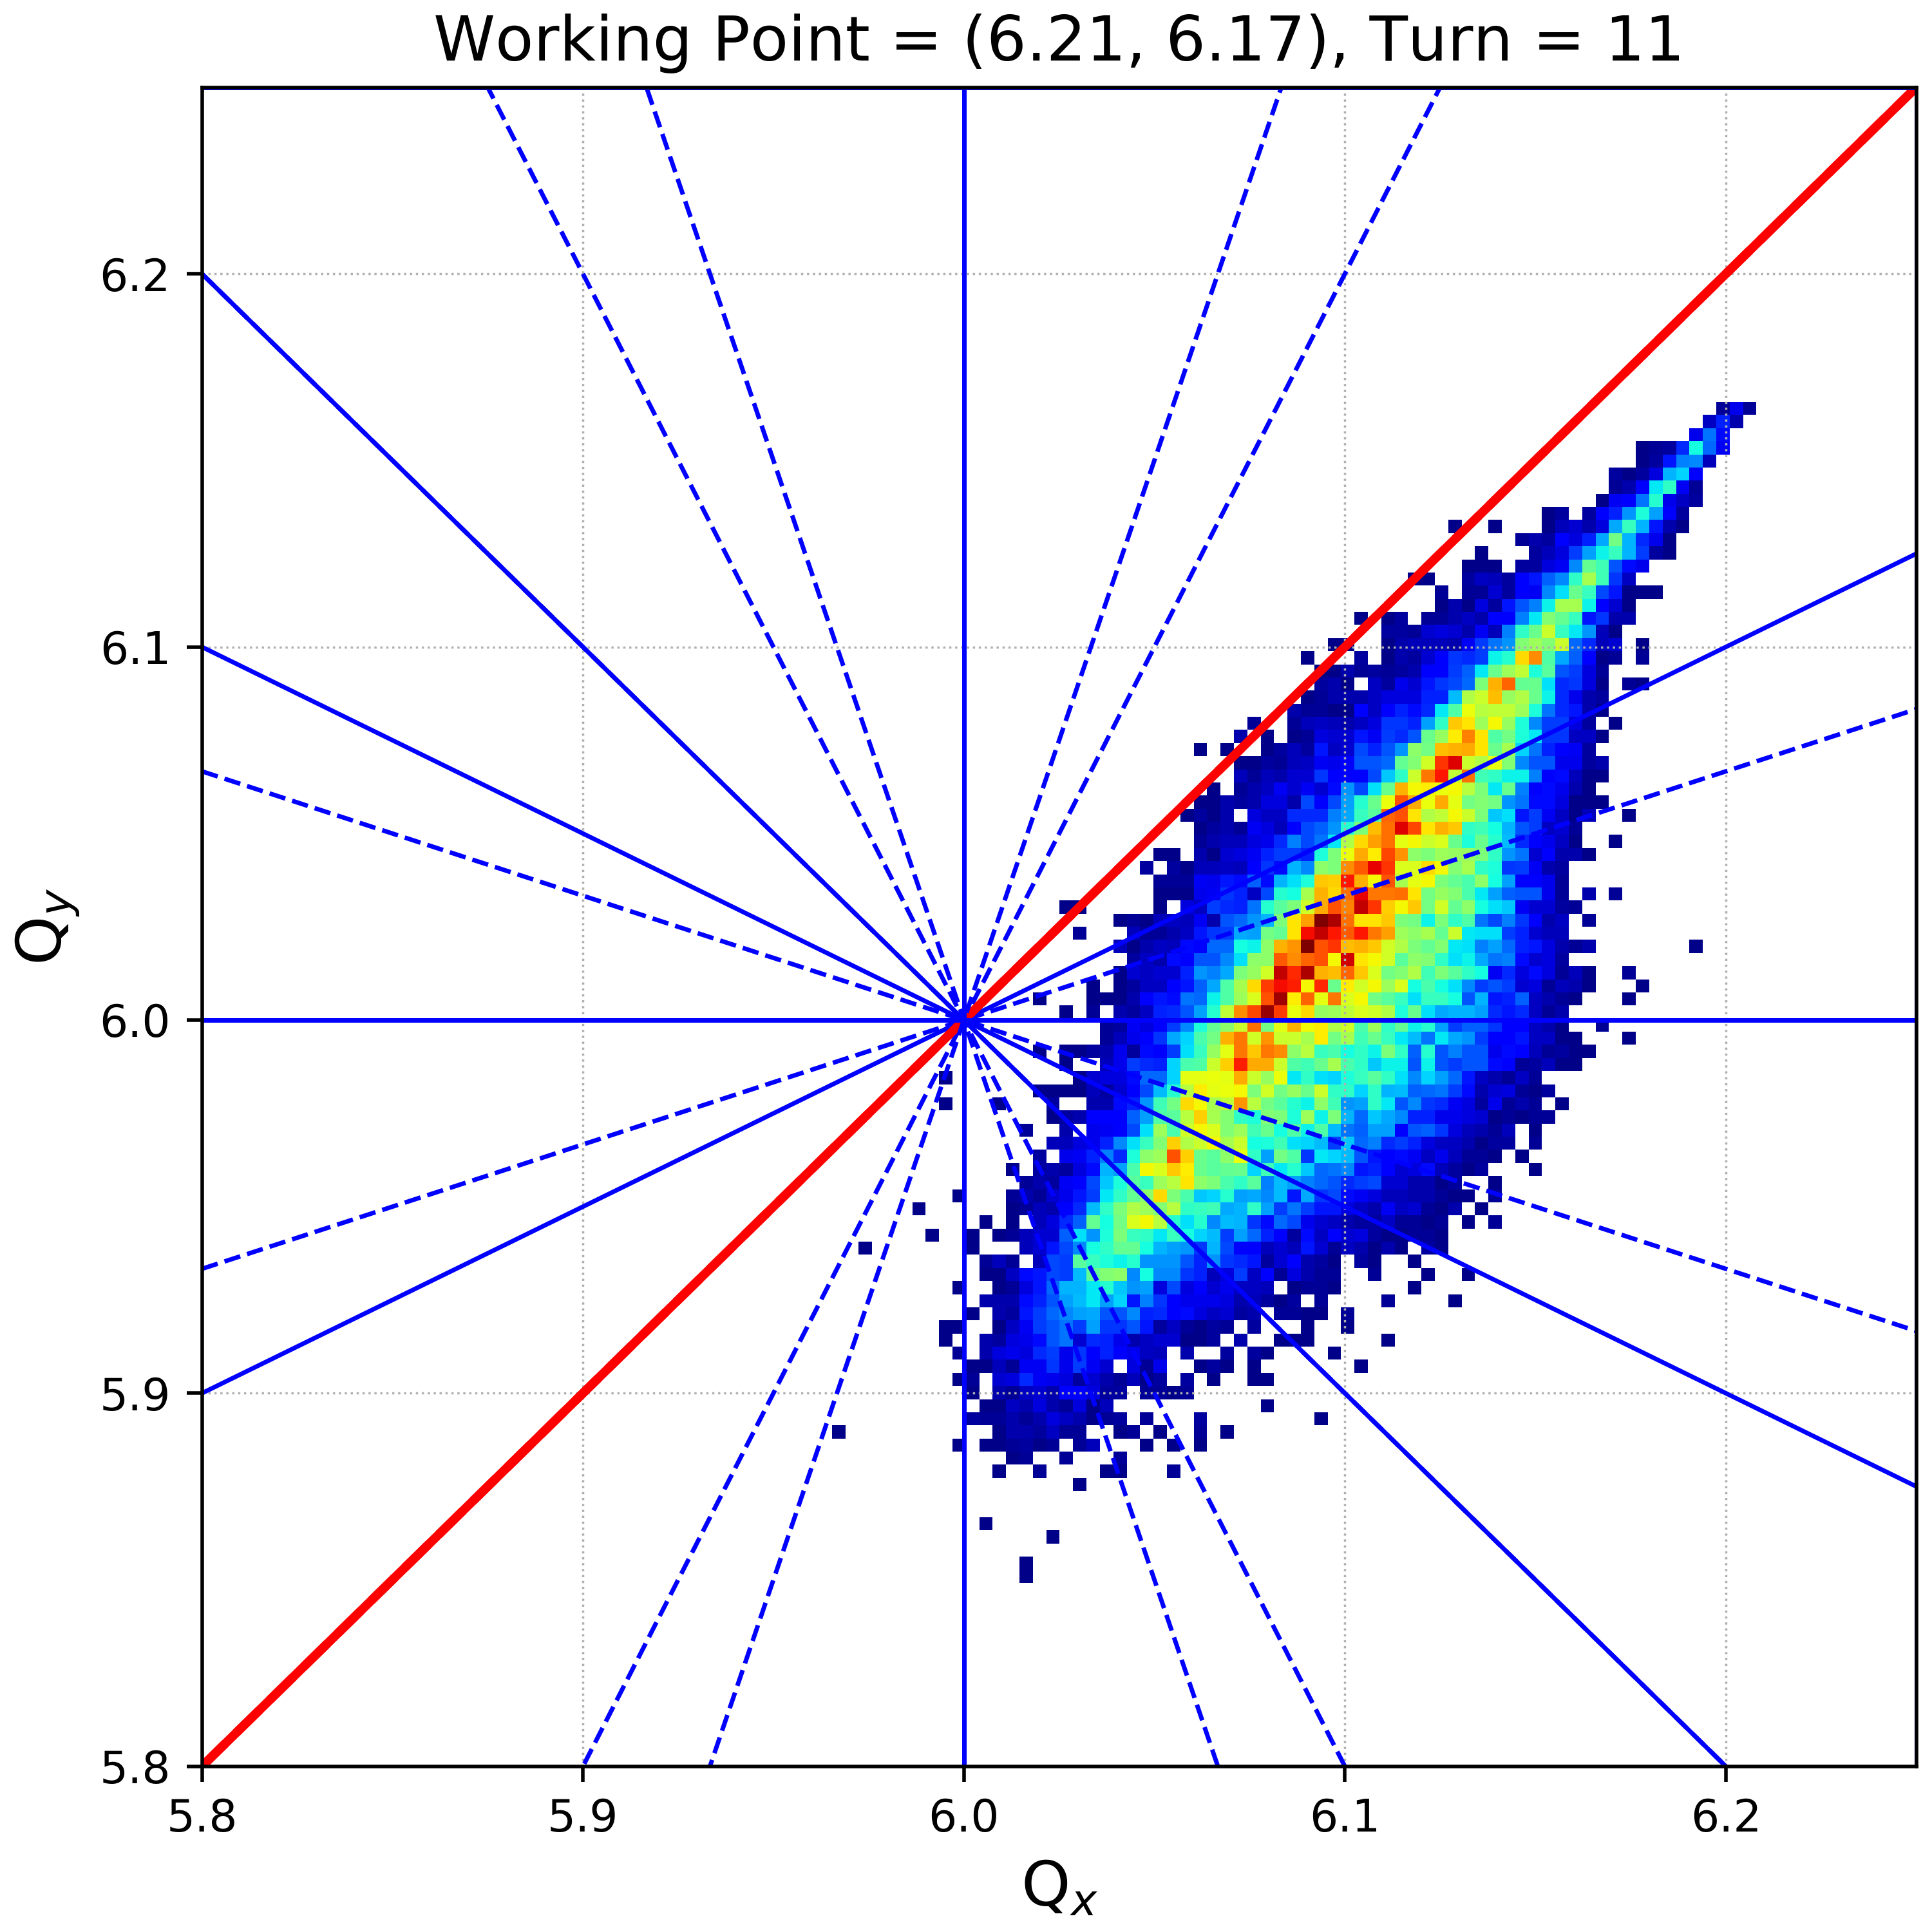 Working Point = (6.21, 6.17), Turn = 11
6.2
6.1
6.0
5.9
5.8
Qy
5.8 5.9 6.0 6.1 6.2
Qx